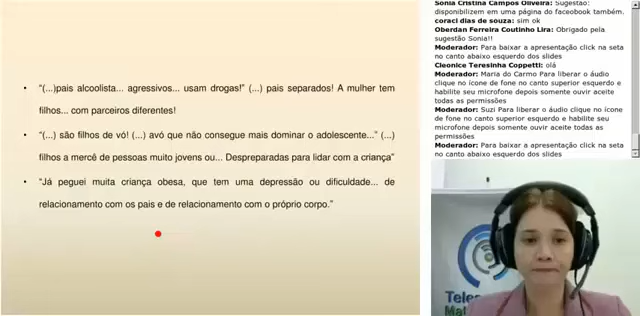 • “(...)pais alcoolista... agressivos... usam drogas!” (...) pais separados! A mulher tem
filhos... com parceiros diferentes!
• “(...) são filhos de vó! (...) avó que não consegue mais dominar o adolescente...” (...)
filhos a mercê de pessoas muito jovens ou... Despreparadas para lidar com a criança”
• “Já peguei muita criança obesa, que tem uma depressão ou dificuldade... de
relacionamento com os pais e de relacionamento com o próprio corpo.”
Sonia Cristina Campos Oliveira: Sugestão:
disponibilizem em uma página do faceobook também.
coraci dias de souza: sim ok
Oberdan Ferreira Coutinho Lira: Obrigado pela
sugestão Sonia!!
Moderador: Para baixar a apresentação click na seta
no canto abaixo esquerdo dos slides
Cleonice Teresinha Coppetti: olá
Moderador: Maria do Carmo Para liberar o áudio
clique no ícone de fone no canto superior esquerdo e
habilite seu microfone depois somente ouvir aceite todas as
permissões
Moderador: Suzi Para liberar o áudio clique no ícone
de fone no canto superior esquerdo e habilite seu
microfone depois somente ouvir aceite todas as
permissões
Moderador: Para baixar a apresentação click na seta
no canto abaixo esquerdo dos slides
Teles
Mat